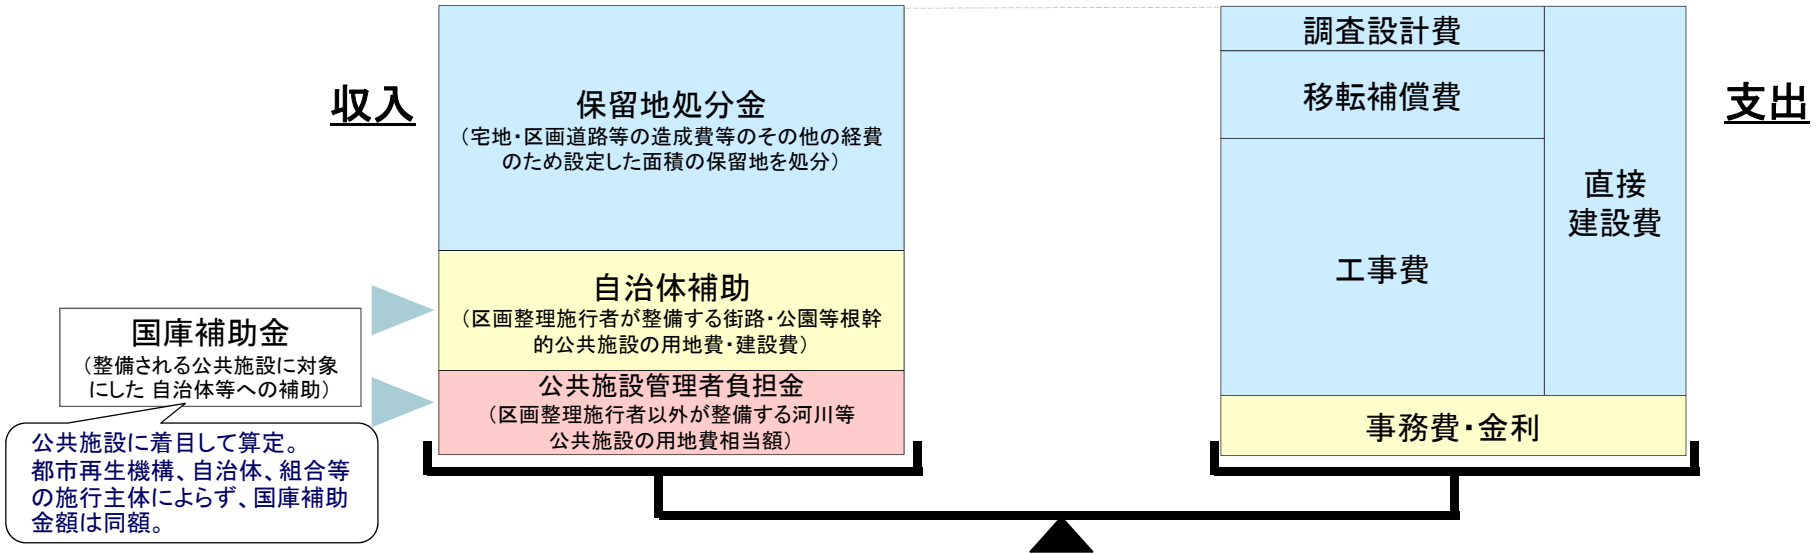 収入
保留地処分金
（宅地・区画道路等の造成費等のその他の経費
のため設定した面積の保留地を処分）
自治体補助
（区画整理施行者が整備する街路・公園等根幹
的公共施設の用地費・建設費）
公共施設管理者負担金
（区画整理施行者以外が整備する河川等
公共施設の用地費相当額）
国庫補助金
（整備される公共施設に対象
にした 自治体等への補助）
公共施設に着目して算定。
都市再生機構、自治体、組合等
の施行主体によらず、国庫補助
金額は同額。
支出
調査設計費
移転補償費
工事費
直接
建設費
事務費・金利